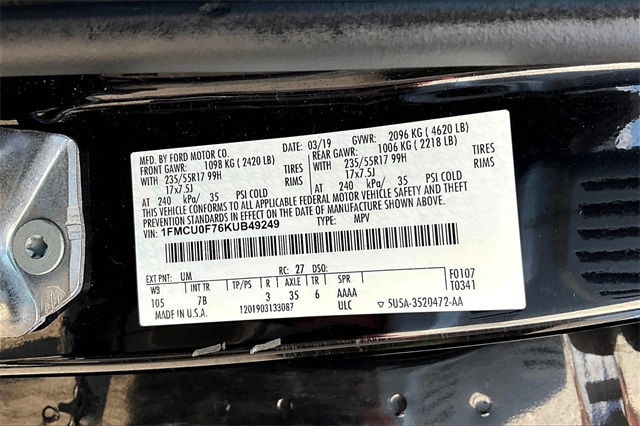 MFD. BY FORD MOTOR CO. DATE: 03/19 GVWR: 2096 KG ( 4620 LB)
FRONT GAWR: 1098 KG ( 2420 LB) REAR GAWR: 1006 KG ( 2218 LB)
WITH 235/55R17 99H TIRES WITH 235/55R17 99H TIRES
17x7.5J RIMS 17x7.5J RIMS
AT 240 kPa/ 35 PSI COLD AT 240 kPa/ 35 PSI COLD
THIS VEHICLE CONFORMS TO ALL APPLICABLE FEDERAL MOTOR VEHICLE SAFETY AND THEFT
PREVENTION STANDARDS IN EFFECT ON THE DATE OF MANUFACTURE SHOWN ABOVE.
VIN: 1FMCU0F76KUB49249 TYPE: MPV
EXT PNT: UM RC: 27 DSO:
WB INT TR TP/PS R AXLE TR SPR F0107
105 7B 3 35 6 AAAA T0341
MADE IN U.S.A. 1201903133087 ULC ▽ 5U5A-3520472-AA